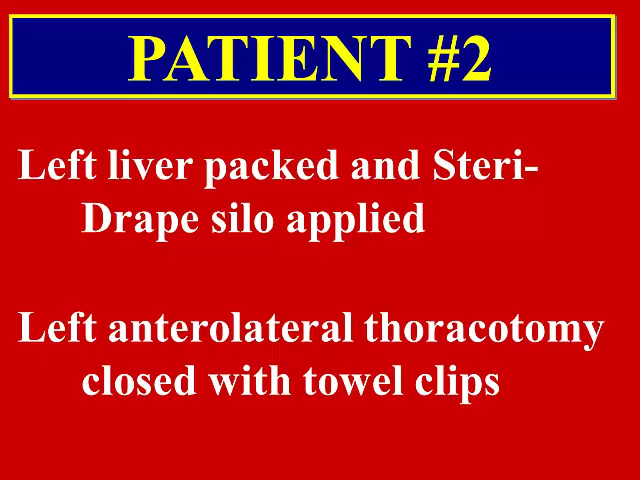 PATIENT #2
Left liver packed and Steri-
Drape silo applied
Left anterolateral thoracotomy
closed with towel clips